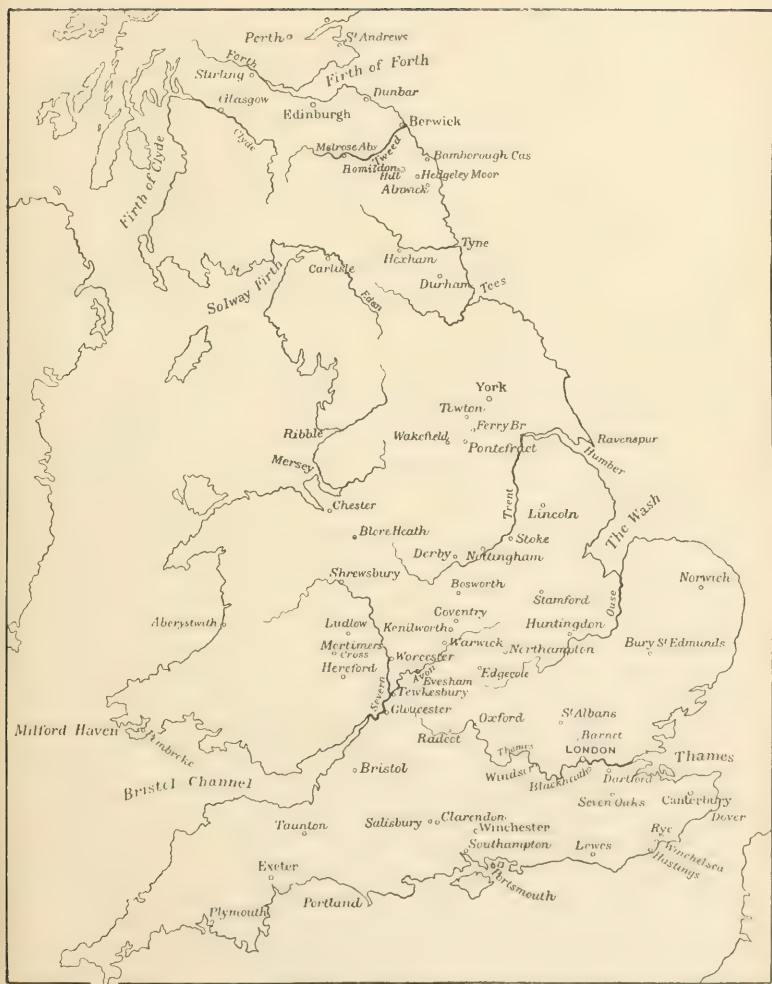 Perth
St Andrews
Forth
Stirling
Firth of Forth
Glasgow
Edinburgh
Dunbar
Berwick
Clyde
Melrose Aby
Tweed
Bamborough Cas
Homildon
Hill
Hedgeley Moor
Alnwick
Firth of Clyde
Tyne
Hexham
Carlisle
Durham
Tees
Solway Firth
Eden
York
Towton
Ferry Br
Ribble
Wakefield
Pontefract
Ravenspur
Humber
Mersey
Chester
Trent
Lincoln
The Wash
Blore Heath
Stoke
Derby
Nottingham
Shrewsbury
Bosworth
Norwich
Stamford
Ouse
Aberystwith
Ludlow
Coventry
Kenilworth
Huntingdon
Mortimers
Cross
Warwick
Northampton
Bury St Edmunds
Worcester
Hereford
Avon
Evesham
Edgecote
Severn
Tewkesbury
Gloucester
Oxford
St Albans
Milford Haven
Pembroke
Radcot
Barnet
Thames
LONDON
Thames
Bristol
Windsor
Blackheath
Dartford
Bristol Channel
Seven Oaks
Canterbury
Dover
Taunton
Salisbury
Clarendon
Winchester
Rye
Southampton
Lewes
Winchelsea
Hastings
Exeter
Portsmouth
Plymouth
Portland